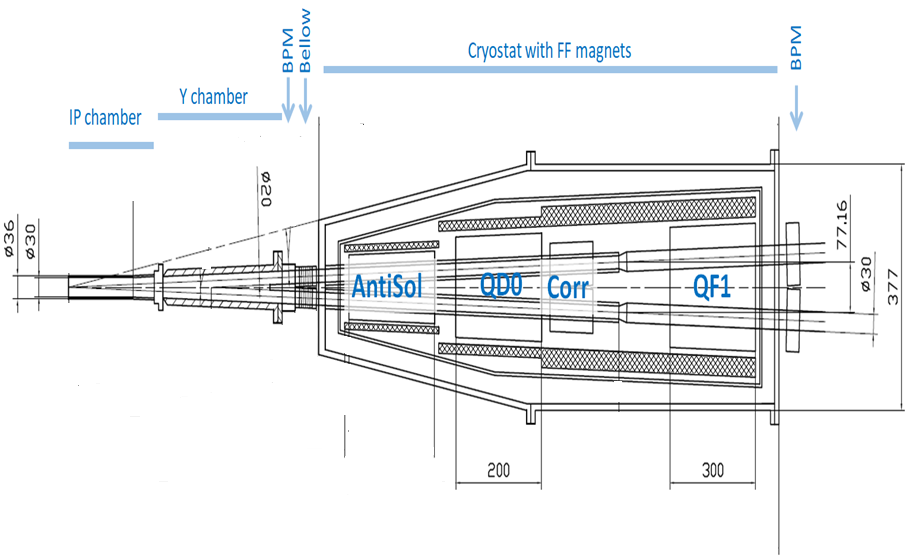 Cryostat with FF magnets
BPM
Bellow
BPM
Y chamber
IP chamber
ø20
ø36
ø30
AntiSol
QD0
Corr
QF1
77.16
ø30
377
200
300